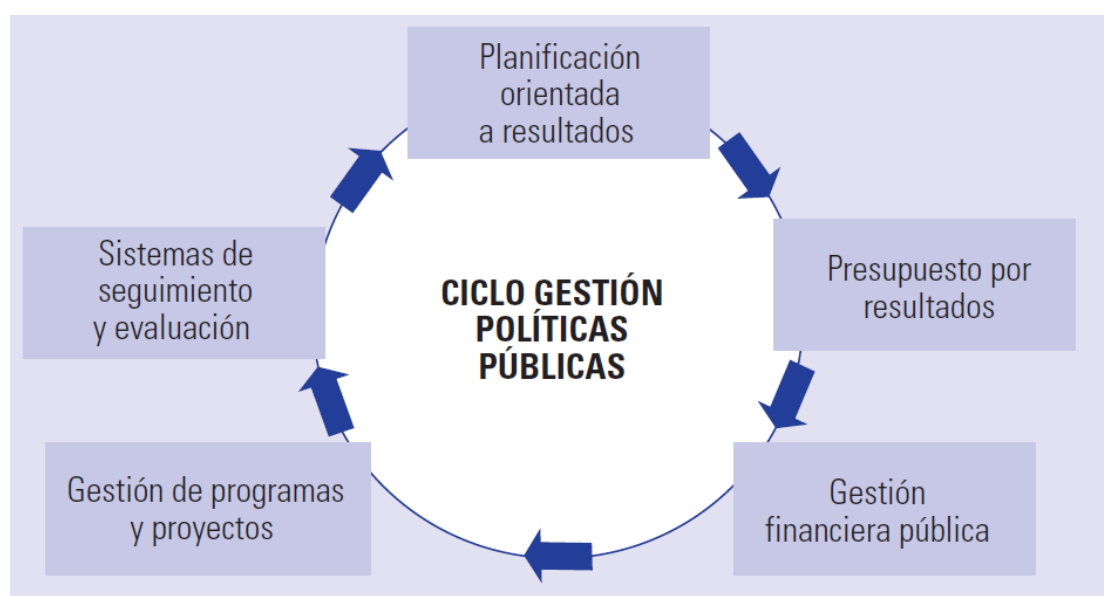 Planificación
orientada
a resultados
Sistemas de
seguimiento
y evaluación
CICLO GESTIÓN
POLÍTICAS
PÚBLICAS
Presupuesto por
resultados
Gestión de programas
y proyectos
Gestión
financiera pública